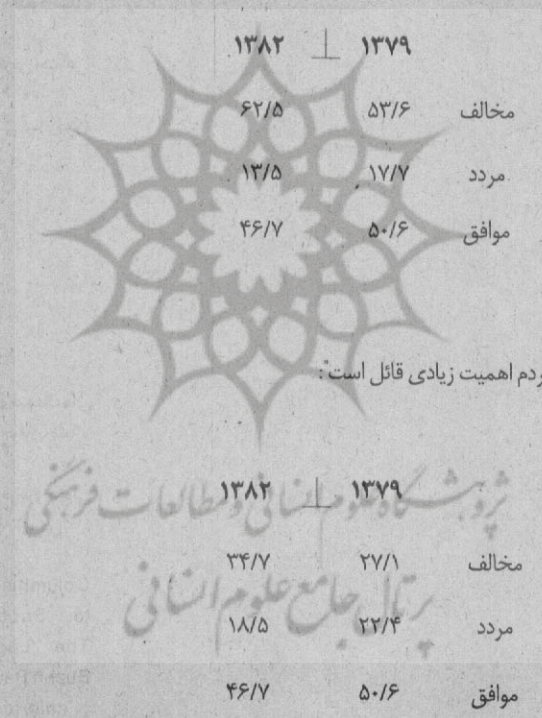 ۱۳۷۹ ۱۳۸۲
مخالف ۵۳/۶ ۶۲/۵
مردد ۱۷/۷ ۱۳/۵
موافق ۵۰/۶ ۴۶/۷
ردم اهمیت زیادی قائل است:
۱۳۷۹ ۱۳۸۲
پژوهشگاه علوم انسانی و مطالعات فرهنگی
مخالف ۲۷/۱ ۳۴/۷
پرتال جامع علوم انسانی
مردد ۲۲/۴ ۱۸/۵
موافق ۵۰/۶ ۴۶/۷